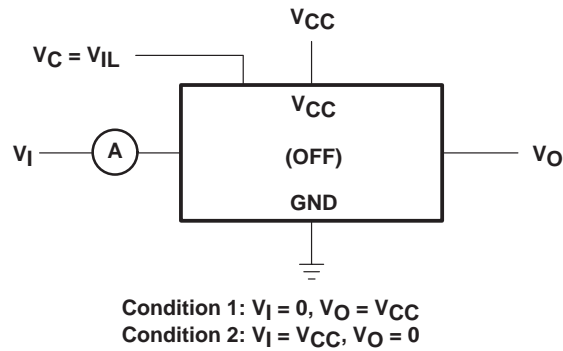 VCC
VC = VIL
VCC
VI
A
(OFF)
VO
GND
Condition 1: VI = 0, VO = VCC
Condition 2: VI = VCC, VO = 0